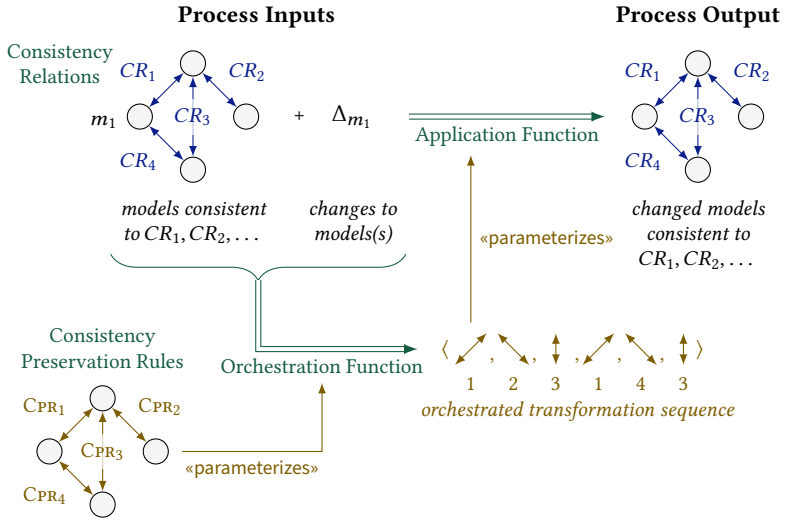 Process Inputs
Process Output
Consistency
Relations
CR1
CR2
CR3
CR4
m1
+
Δm1
Application Function
CR1
CR2
CR3
CR4
models consistent
to CR1, CR2, . . .
changes to
models(s)
«parameterizes»
changed models
consistent to
CR1, CR2, . . .
Consistency
Preservation Rules
Orchestration Function
⟨ , , , , , ⟩
1 2 3 1 4 3
orchestrated transformation sequence
CPR1
CPR2
CPR3
CPR4
«parameterizes»